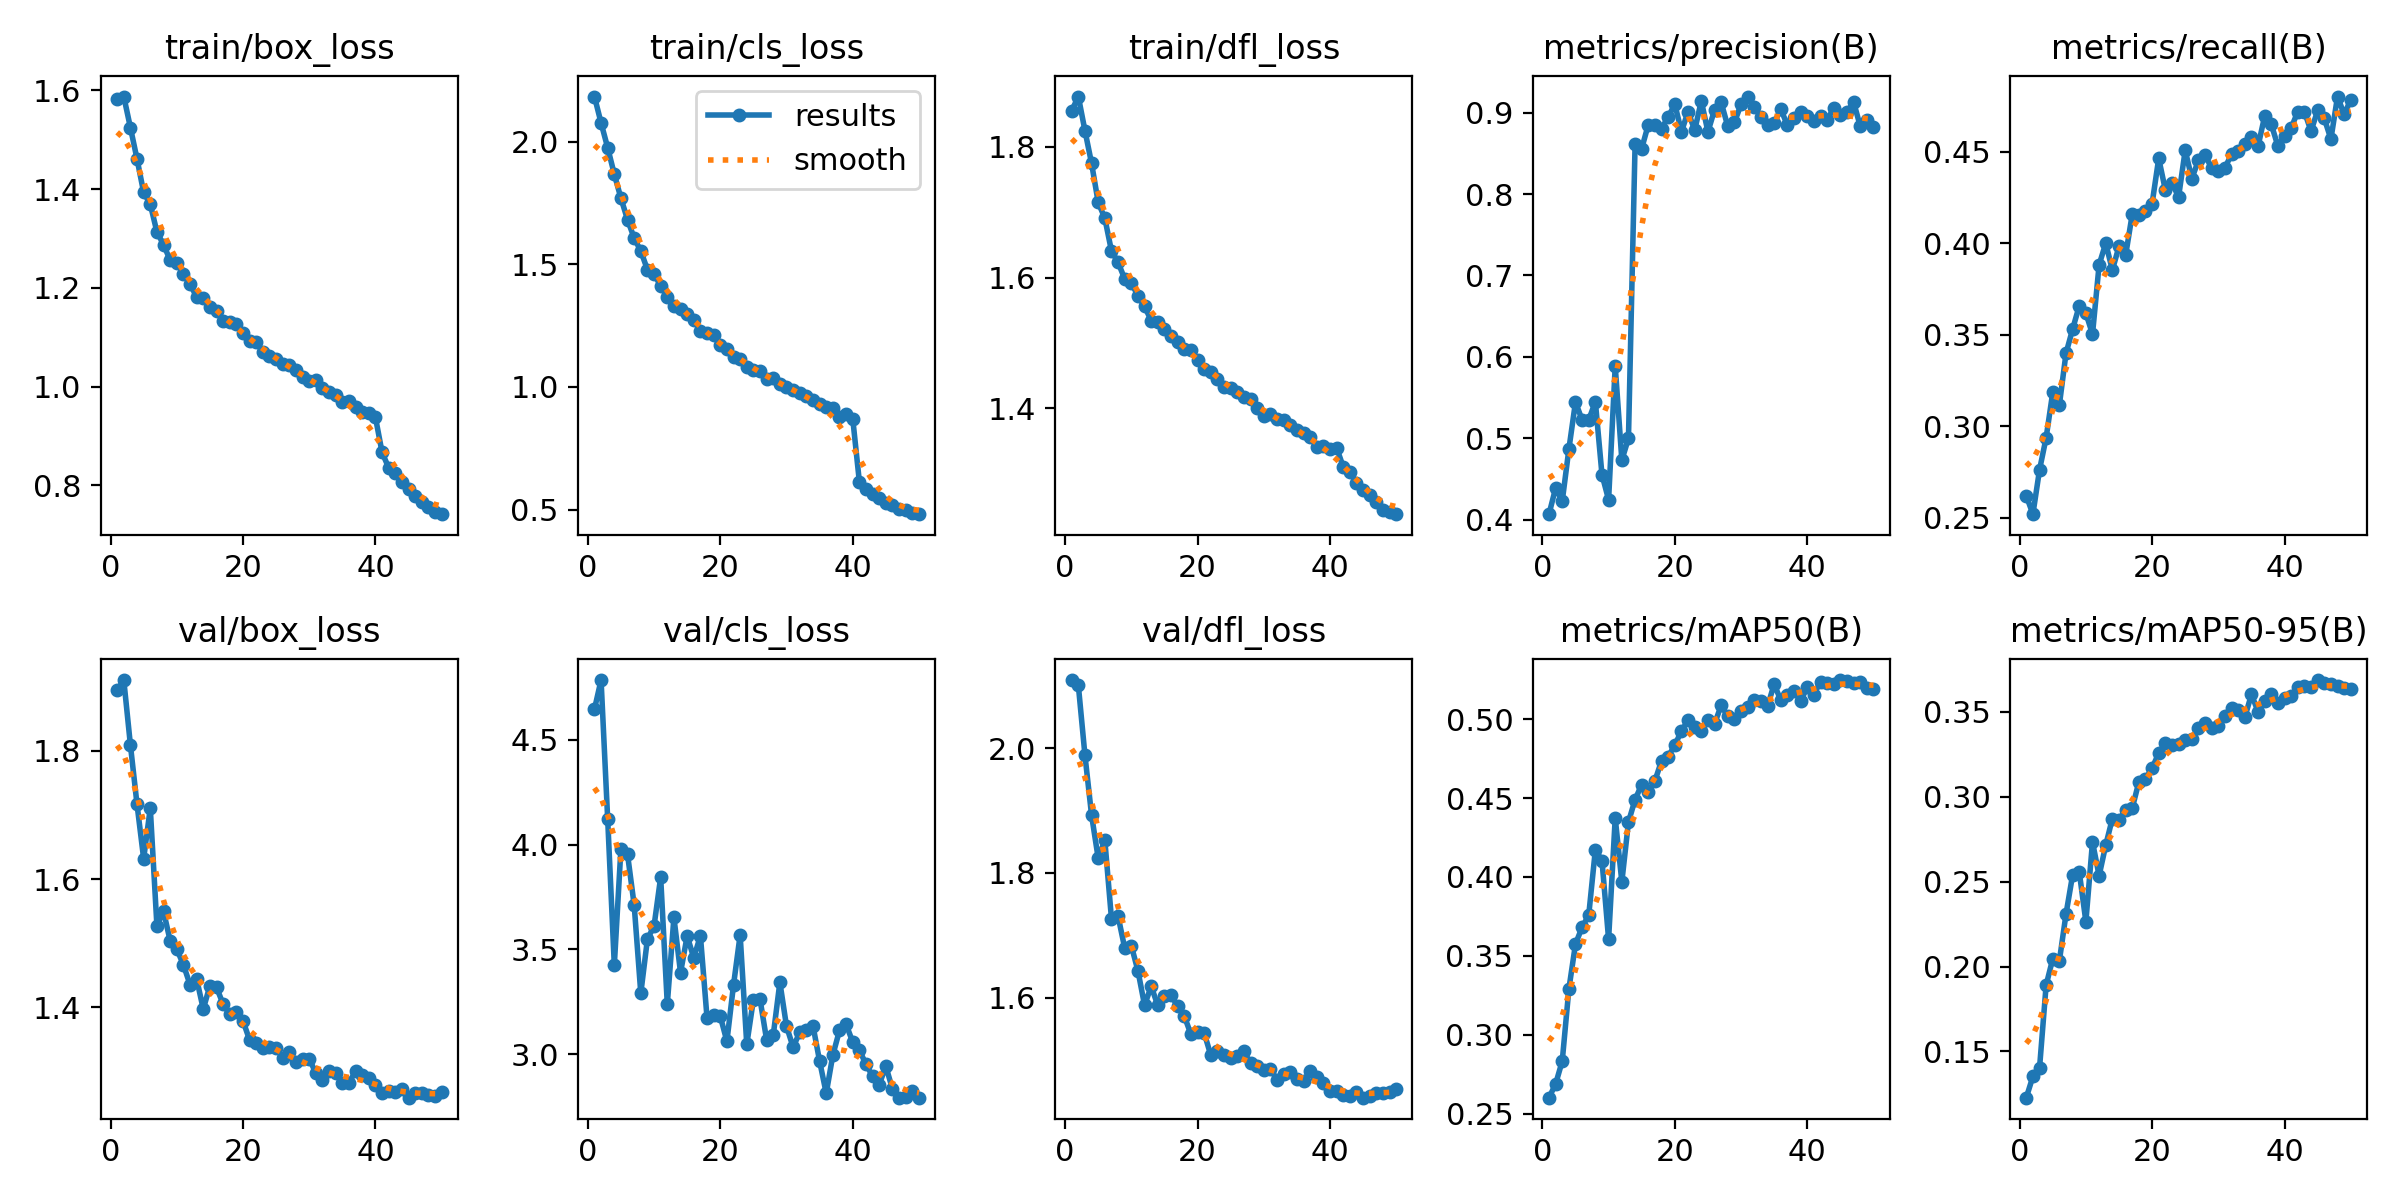 train/box_loss
1.6
1.4
1.2
1.0
0.8
0 20 40
train/cls_loss
results
smooth
2.0
1.5
1.0
0.5
0 20 40
train/dfl_loss
1.8
1.6
1.4
0 20 40
metrics/precision(B)
0.9
0.8
0.7
0.6
0.5
0.4
0 20 40
metrics/recall(B)
0.45
0.40
0.35
0.30
0.25
0 20 40
val/box_loss
1.8
1.6
1.4
0 20 40
val/cls_loss
4.5
4.0
3.5
3.0
0 20 40
val/dfl_loss
2.0
1.8
1.6
0 20 40
metrics/mAP50(B)
0.50
0.45
0.40
0.35
0.30
0.25
0 20 40
metrics/mAP50-95(B)
0.35
0.30
0.25
0.20
0.15
0 20 40